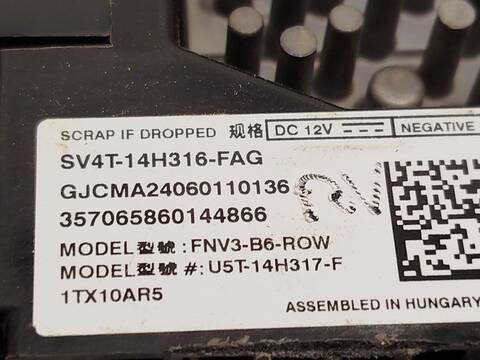 SCRAP IF DROPPED 规格 DC 12V NEGATIVE
SV4T-14H316-FAG
GJCMA24060110136
357065860144866
MODEL型號: FNV3-B6-ROW
MODEL型號#: U5T-14H317-F
1TX10AR5
ASSEMBLED IN HUNGARY